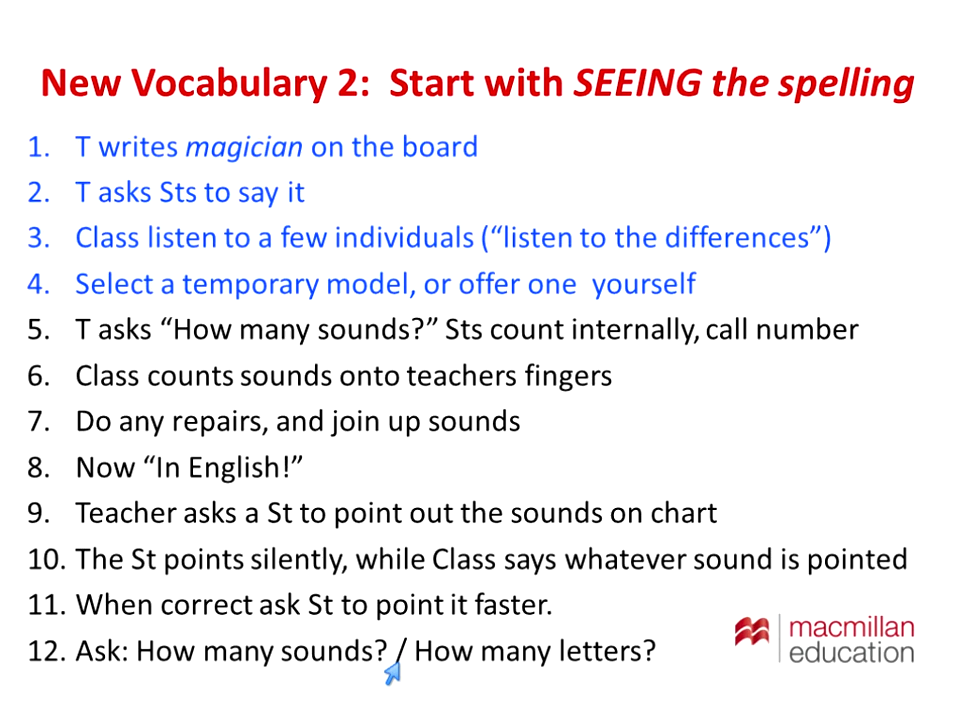 New Vocabulary 2:  Start with SEEING the spelling
1. T writes magician on the board
2. T asks Sts to say it
3. Class listen to a few individuals (“listen to the differences”)
4. Select a temporary model, or offer one  yourself
5. T asks “How many sounds?” Sts count internally, call number
6. Class counts sounds onto teachers fingers
7. Do any repairs, and join up sounds
8. Now “In English!”
9. Teacher asks a St to point out the sounds on chart
10. The St points silently, while Class says whatever sound is pointed
11. When correct ask St to point it faster.
12. Ask: How many sounds? / How many letters?
macmillan
education